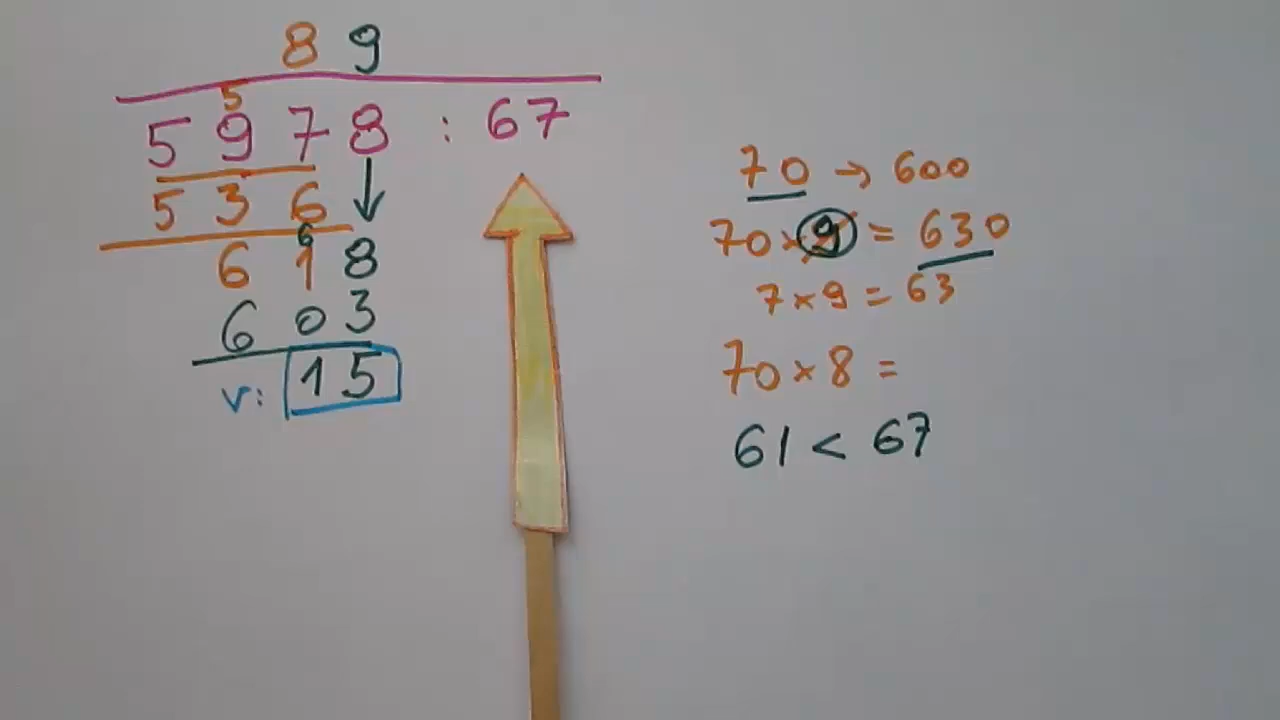 89
5
5978 : 67
536
6
618
603
v: 15
70 → 600
70 × 9 = 630
7 × 9 = 63
70 × 8 =
61 < 67